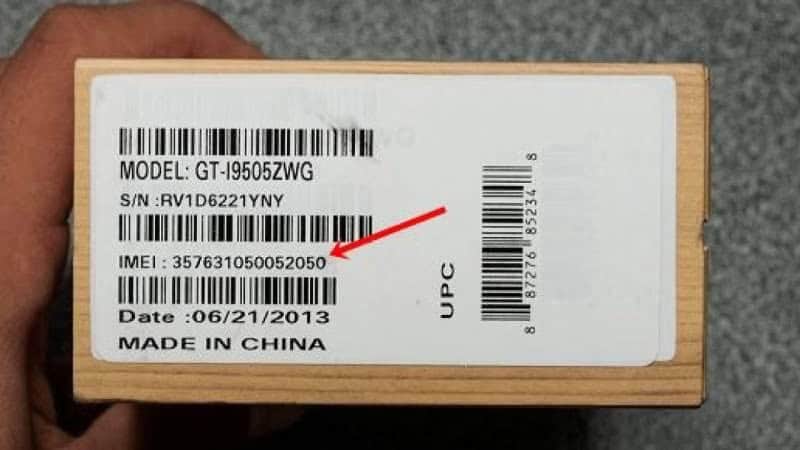 MODEL: GT-I9505ZWG
S/N :RV1D6221YNY
IMEI : 357631050052050
Date :06/21/2013
MADE IN CHINA
UPC
8 87276 85234 8